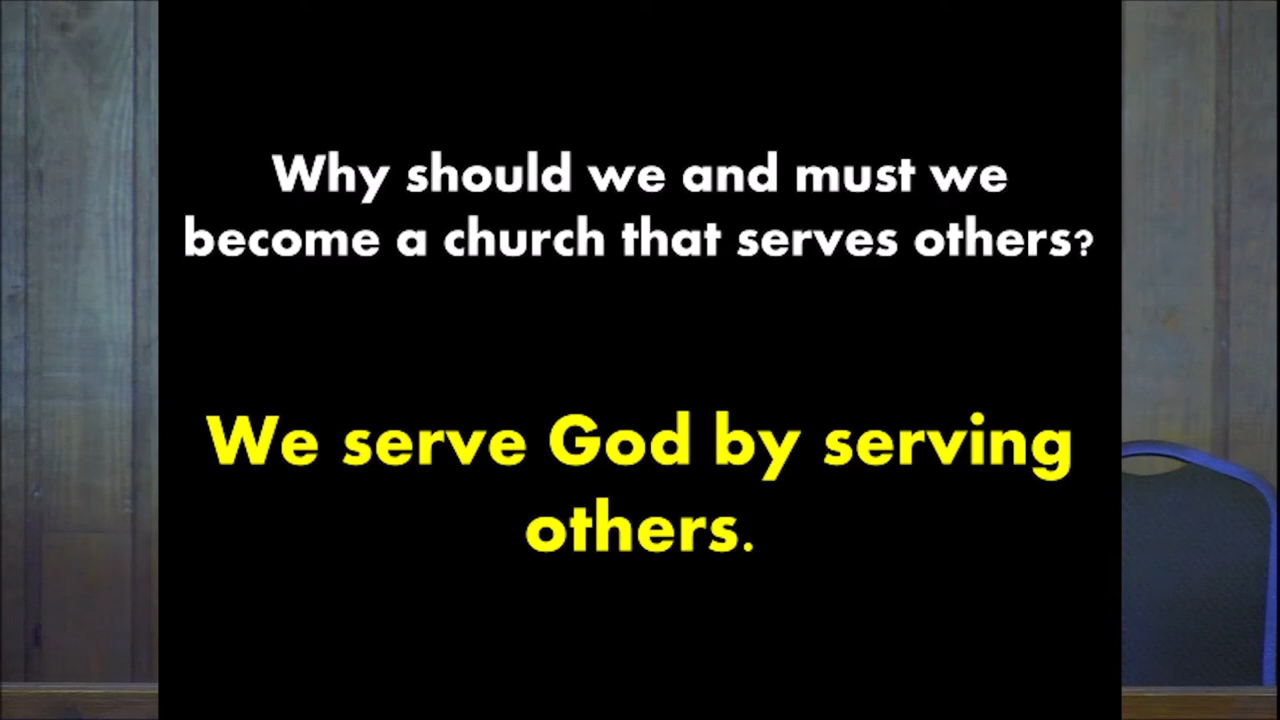 Why should we and must we
become a church that serves others?
We serve God by serving
others.